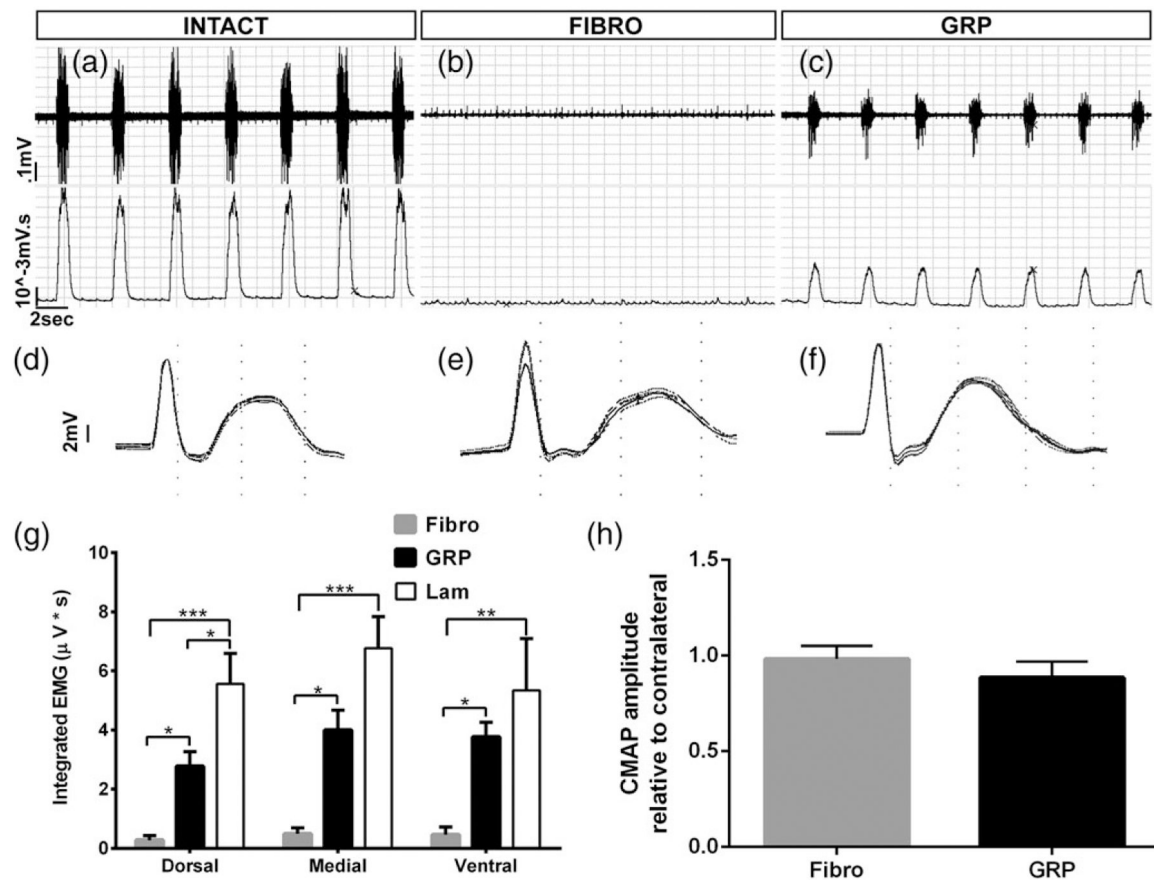 INTACT
FIBRO
GRP
(a)
(b)
(c)
.1mV
10^-3mV.s
2sec
(d)
(e)
(f)
2mV
(g)
Fibro
GRP
Lam
Integrated EMG (μ V * s)
10
8
6
4
2
0
***
*
*
***
*
**
*
Dorsal
Medial
Ventral
(h)
CMAP amplitude
relative to contralateral
1.5
1.0
0.5
0.0
Fibro
GRP